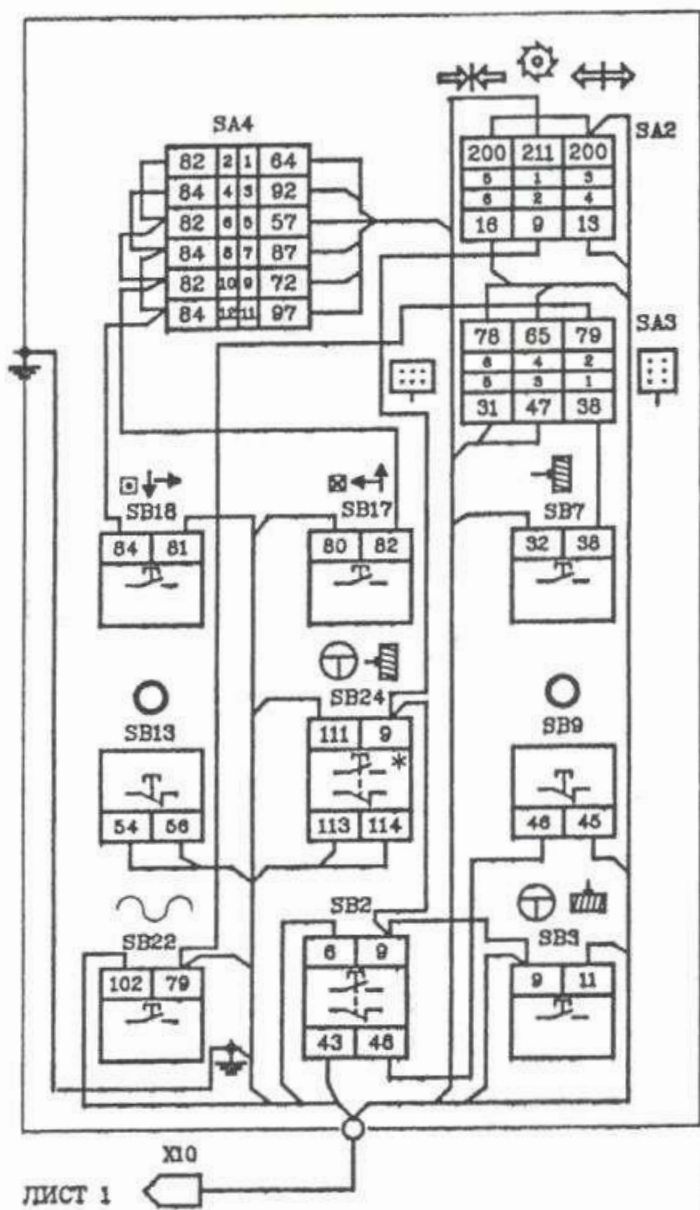 SA4
SA2
82 2 1 64
84 4 3 92
82 6 5 57
84 8 7 87
82 10 9 72
84 12 11 97
200 211 200
5 1 3
6 2 4
16 9 13
SA3
78 65 79
6 4 2
5 3 1
31 47 38
SB18
84 81
SB17
80 82
SB7
32 38
SB13
54 56
SB24
111 9
*
113 114
SB9
46 45
SB22
102 79
SB2
6 9
43 46
SB3
9 11
X10
ЛИСТ 1